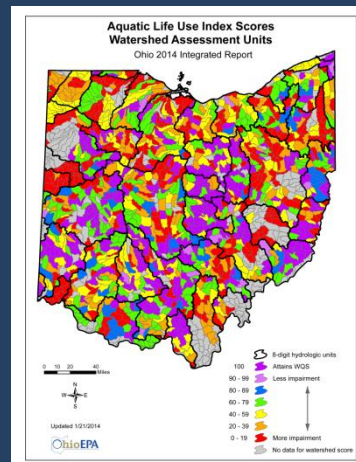 Aquatic Life Use Index Scores
Watershed Assessment Units
Ohio 2014 Integrated Report
0 10 20 40
Miles
N
W E
S
Updated 1/21/2014
OhioEPA
8-digit hydrologic units
100 Attains WQS
90 - 99 Less impairment
80 - 89
60 - 79
40 - 59
20 - 39
0 - 19 More impairment
No data for watershed score